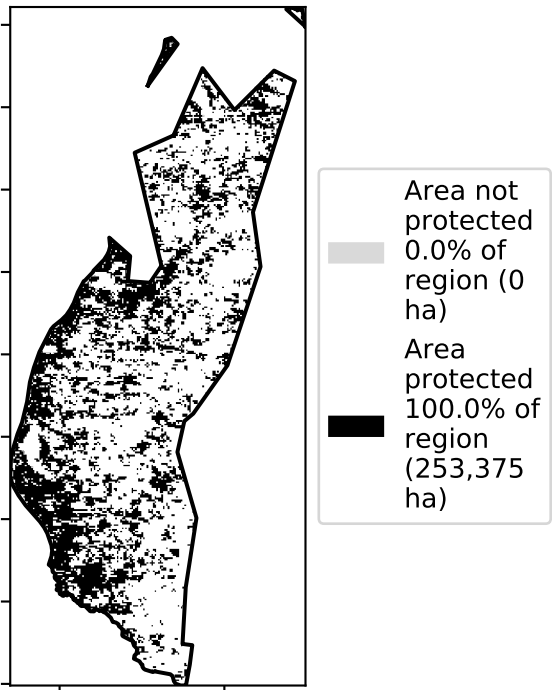 Area not
protected
0.0% of
region (0
ha)
Area
protected
100.0% of
region
(253,375
ha)